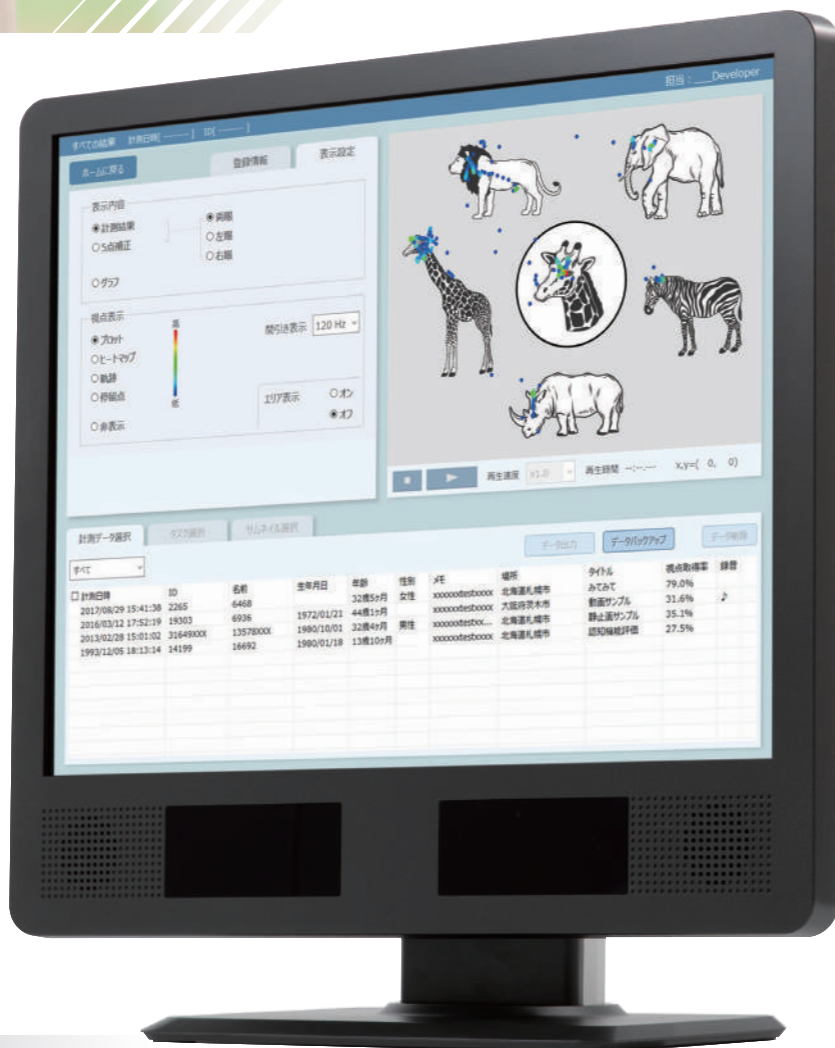 担当:___Developer
すべての結果 計測日時[ ------- ] ID[ ------- ]
ホームに戻る
登録情報
表示設定
表示内容
計測結果
5点補正
グラフ
両眼
左眼
右眼
視点表示
プロット
ヒートマップ
軌跡
停留点
非表示
高
低
間引き表示 120 Hz
エリア表示
オン
オフ
再生速度 x1.0 再生時間 --:--.--- x,y=( 0, 0)
計測データ選択 タスク選択 サムネイル選択
データ出力 データバックアップ データ削除
すべて
計測日時 ID 名前 生年月日 年齢 性別 メモ 場所 タイトル 視点取得率 録音
2017/08/29 15:41:38 2265 6468 32歳5ヶ月 女性 xxxxxxtestxxxx 北海道札幌市 みてみて 79.0%
2016/03/12 17:52:19 19303 6936 1972/01/21 44歳1ヶ月 xxxxxxtestxxxx 大阪府茨木市 動画サンプル 31.6% ♪
2013/02/28 15:01:02 31649XXX 13578XXX 1980/10/01 32歳4ヶ月 男性 xxxxxxtestxx... 北海道札幌市 静止画サンプル 35.1%
1993/12/05 18:13:14 14199 16692 1980/01/18 13歳10ヶ月 xxxxxxtestxxxx 北海道札幌市 認知機能評価 27.5%